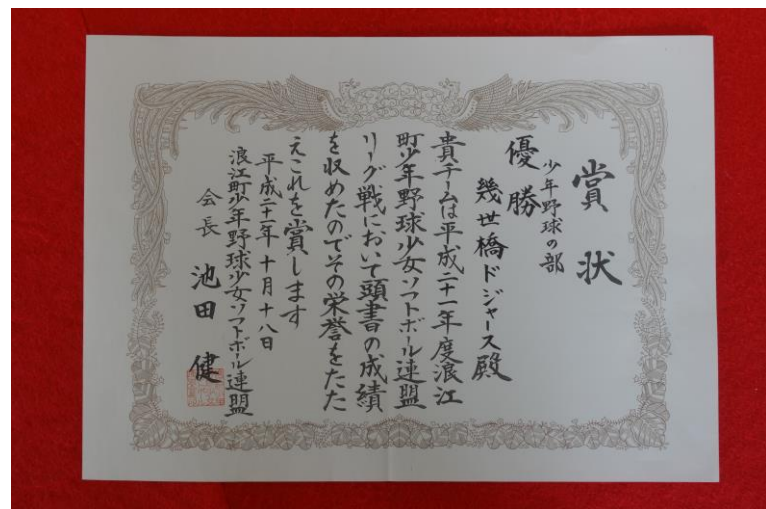 賞状
少年野球の部
優勝
幾世橋ドジャース殿
貴チームは平成二十一年度浪江
町少年野球少女ソフトボール連盟
リーグ戦において頭書の成績
を収めたのでその栄誉をたた
えこれを賞します
平成二十一年十月十八日
浪江町少年野球少女ソフトボール連盟
会長 池田健